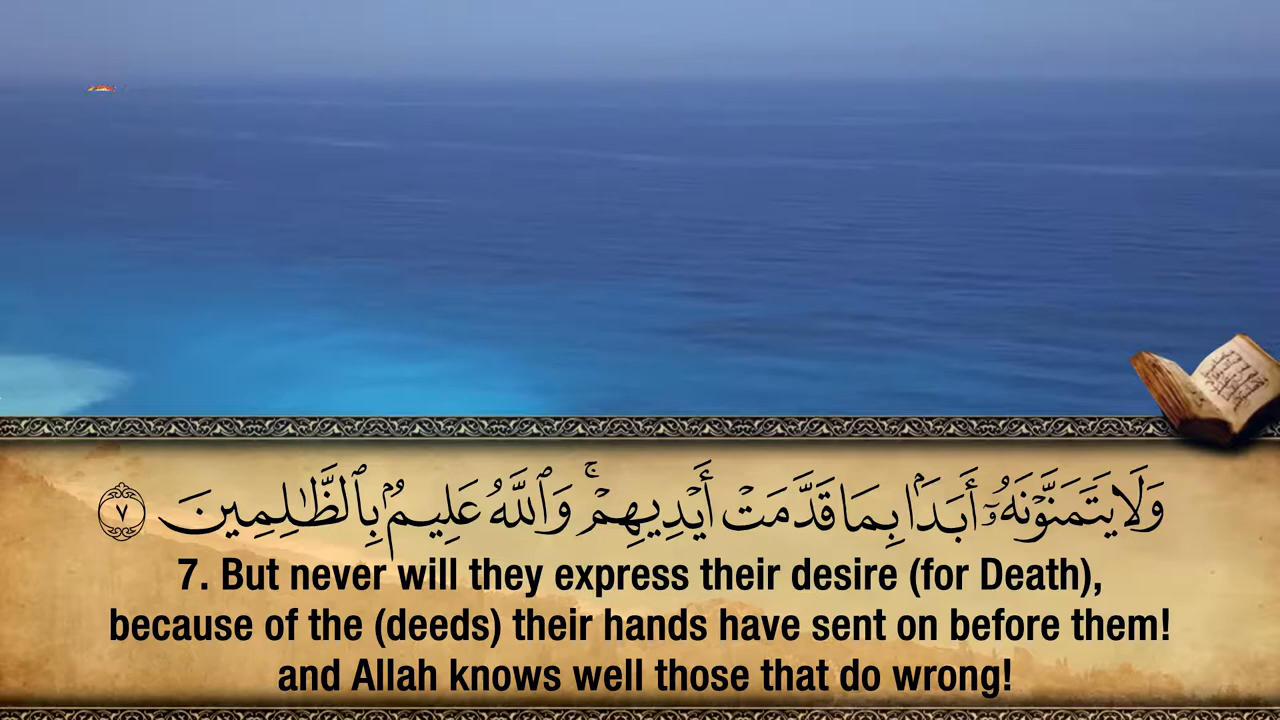 وَلَا يَتَمَنَّوْنَهُۥٓ أَبَدَۢا بِمَا قَدَّمَتْ أَيْدِيهِمْ ۚ وَٱللَّهُ عَلِيمُۢ بِٱلظَّـٰلِمِينَ ٧
7. But never will they express their desire (for Death),
because of the (deeds) their hands have sent on before them!
and Allah knows well those that do wrong!